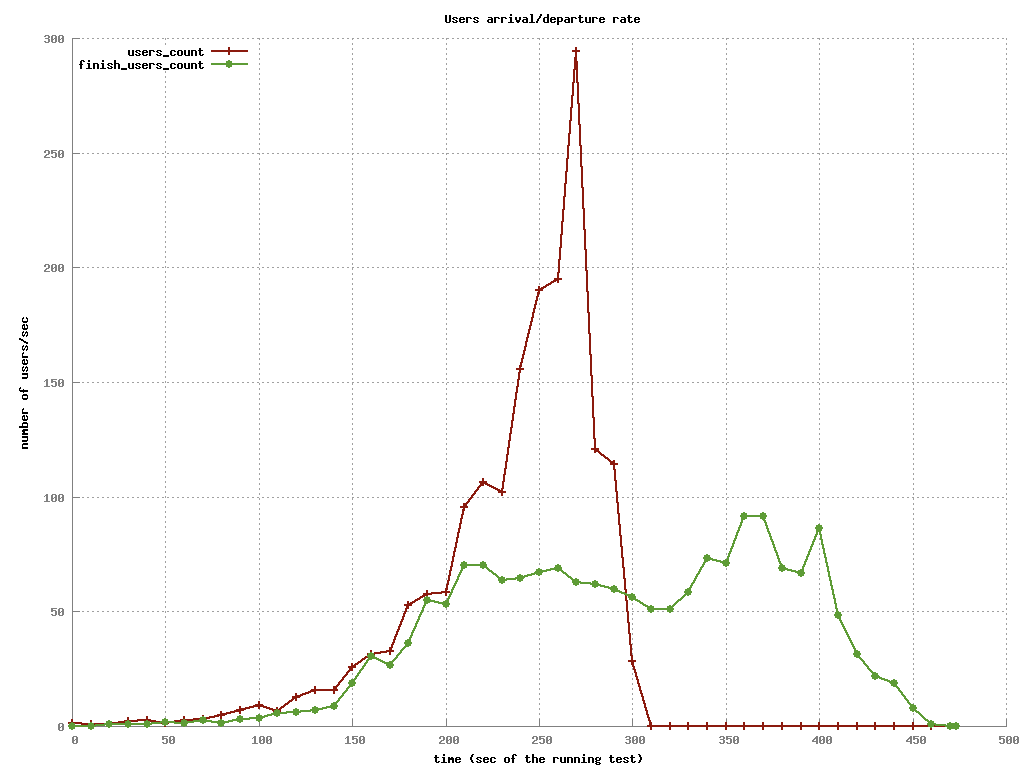 Users arrival/departure rate
300
users_count
finish_users_count
250
200
number of users/sec
150
100
50
0
0 50 100 150 200 250 300 350 400 450 500
time (sec of the running test)